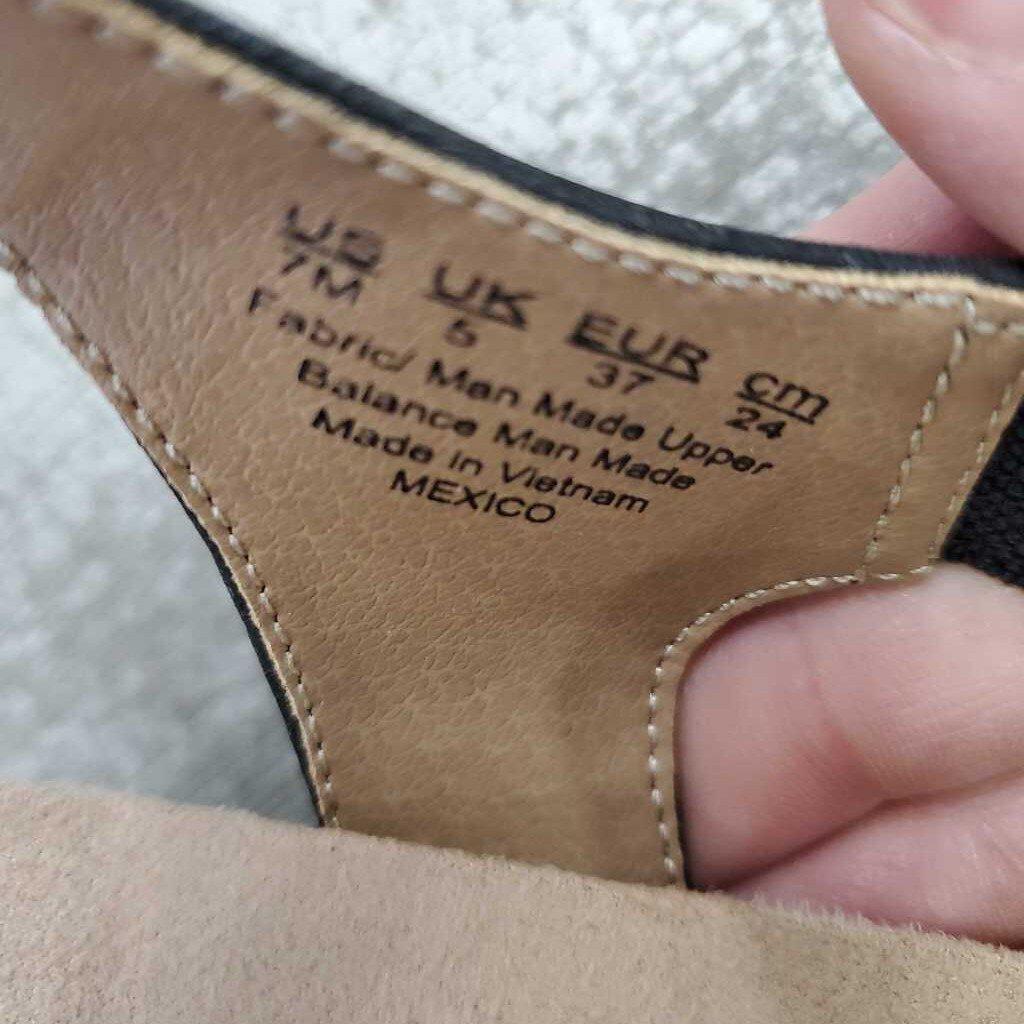 US UK EUR cm
7M 5 37 24
Fabric/ Man Made Upper
Balance Man Made
Made in Vietnam
MEXICO